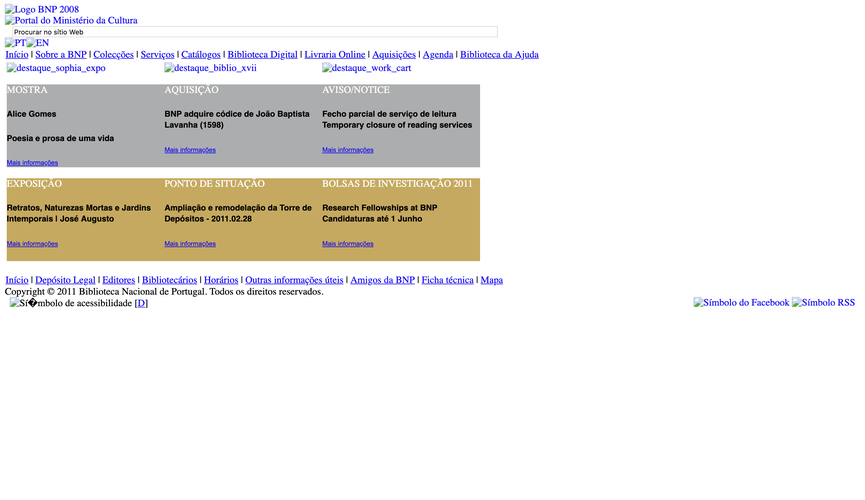 Logo BNP 2008
Portal do Ministério da Cultura
Procurar no sítio Web
PT EN
Início | Sobre a BNP | Colecções | Serviços | Catálogos | Biblioteca Digital | Livraria Online | Aquisições | Agenda | Biblioteca da Ajuda
destaque_sophia_expo
destaque_biblio_xvii
destaque_work_cart
MOSTRA
Alice Gomes
Poesia e prosa de uma vida
Mais informações
AQUISIÇÃO
BNP adquire códice de João Baptista
Lavanha (1598)
Mais informações
AVISO/NOTICE
Fecho parcial de serviço de leitura
Temporary closure of reading services
Mais informações
EXPOSIÇÃO
Retratos, Naturezas Mortas e Jardins
Intemporais | José Augusto
Mais informações
PONTO DE SITUAÇÃO
Ampliação e remodelação da Torre de
Depósitos - 2011.02.28
Mais informações
BOLSAS DE INVESTIGAÇÃO 2011
Research Fellowships at BNP
Candidaturas até 1 Junho
Mais informações
Início | Depósito Legal | Editores | Bibliotecários | Horários | Outras informações úteis | Amigos da BNP | Ficha técnica | Mapa
Copyright © 2011 Biblioteca Nacional de Portugal. Todos os direitos reservados.
Sí�mbolo de acessibilidade [D]
Símbolo do Facebook Símbolo RSS